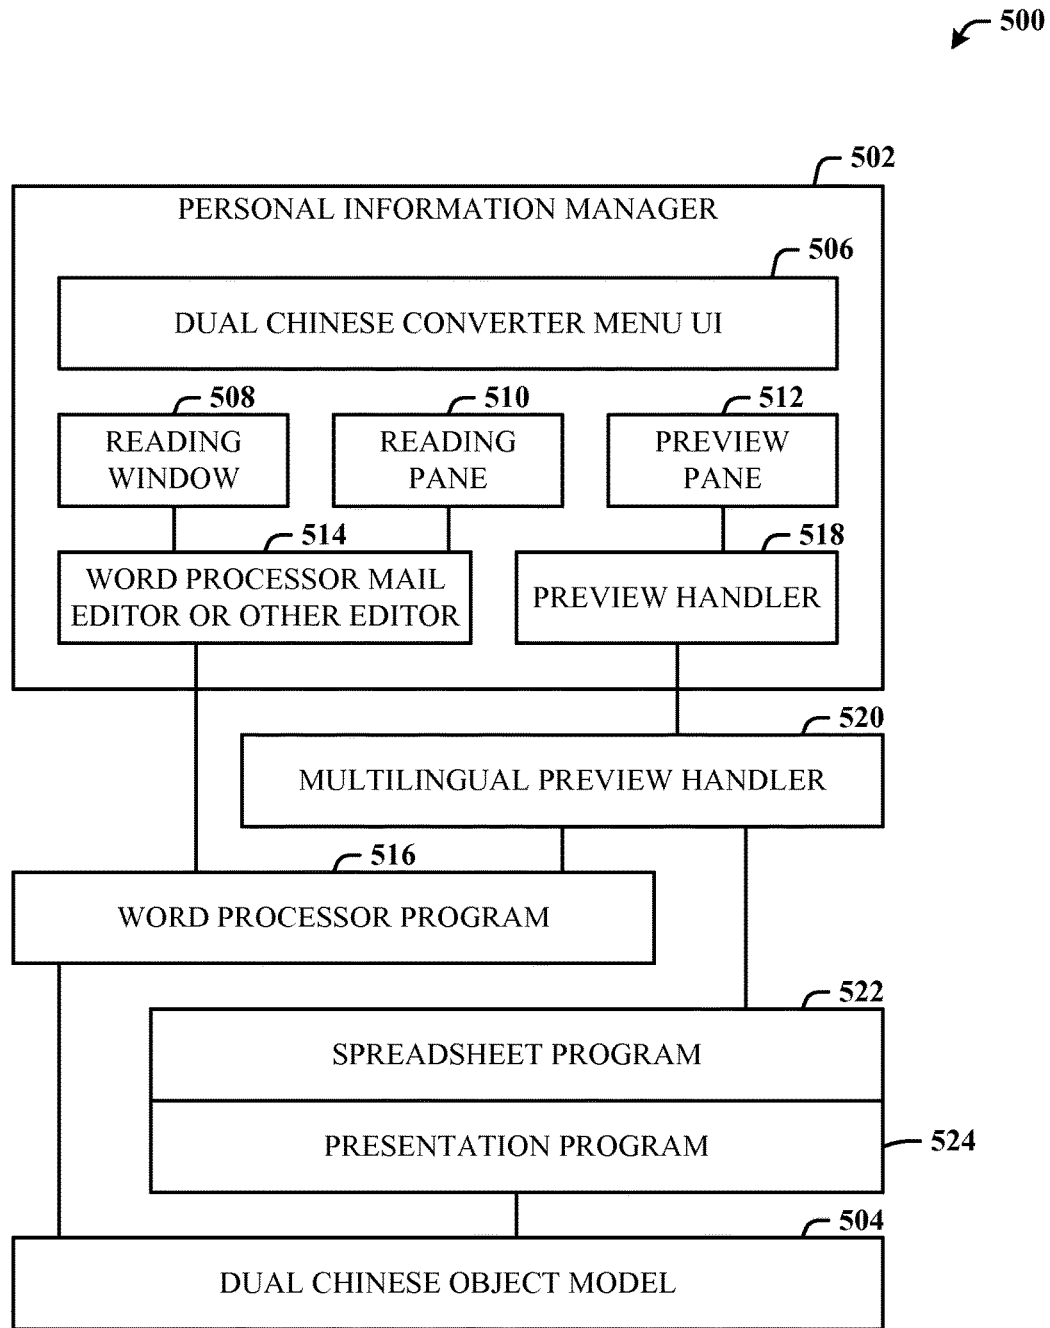 500
502
PERSONAL INFORMATION MANAGER
506
DUAL CHINESE CONVERTER MENU UI
508
510
512
READING
WINDOW
READING
PANE
PREVIEW
PANE
514
518
WORD PROCESSOR MAIL
EDITOR OR OTHER EDITOR
PREVIEW HANDLER
520
MULTILINGUAL PREVIEW HANDLER
516
WORD PROCESSOR PROGRAM
522
SPREADSHEET PROGRAM
PRESENTATION PROGRAM
524
504
DUAL CHINESE OBJECT MODEL